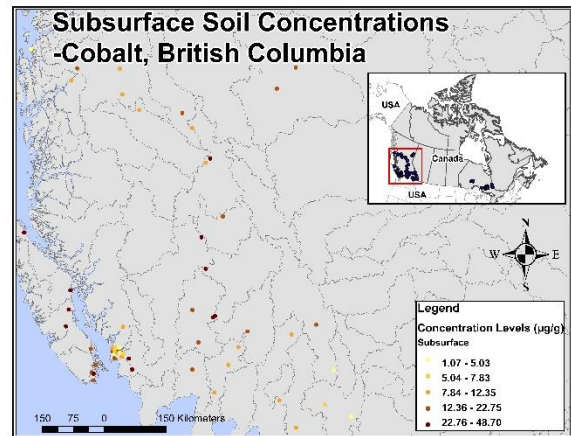 Subsurface Soil Concentrations
-Cobalt, British Columbia
USA
Canada
USA
N
W E
S
Legend
Concentration Levels (µg/g)
Subsurface
1.07 - 5.03
5.04 - 7.83
7.84 - 12.35
12.36 - 22.75
22.76 - 48.70
150 75 0 150 Kilometers